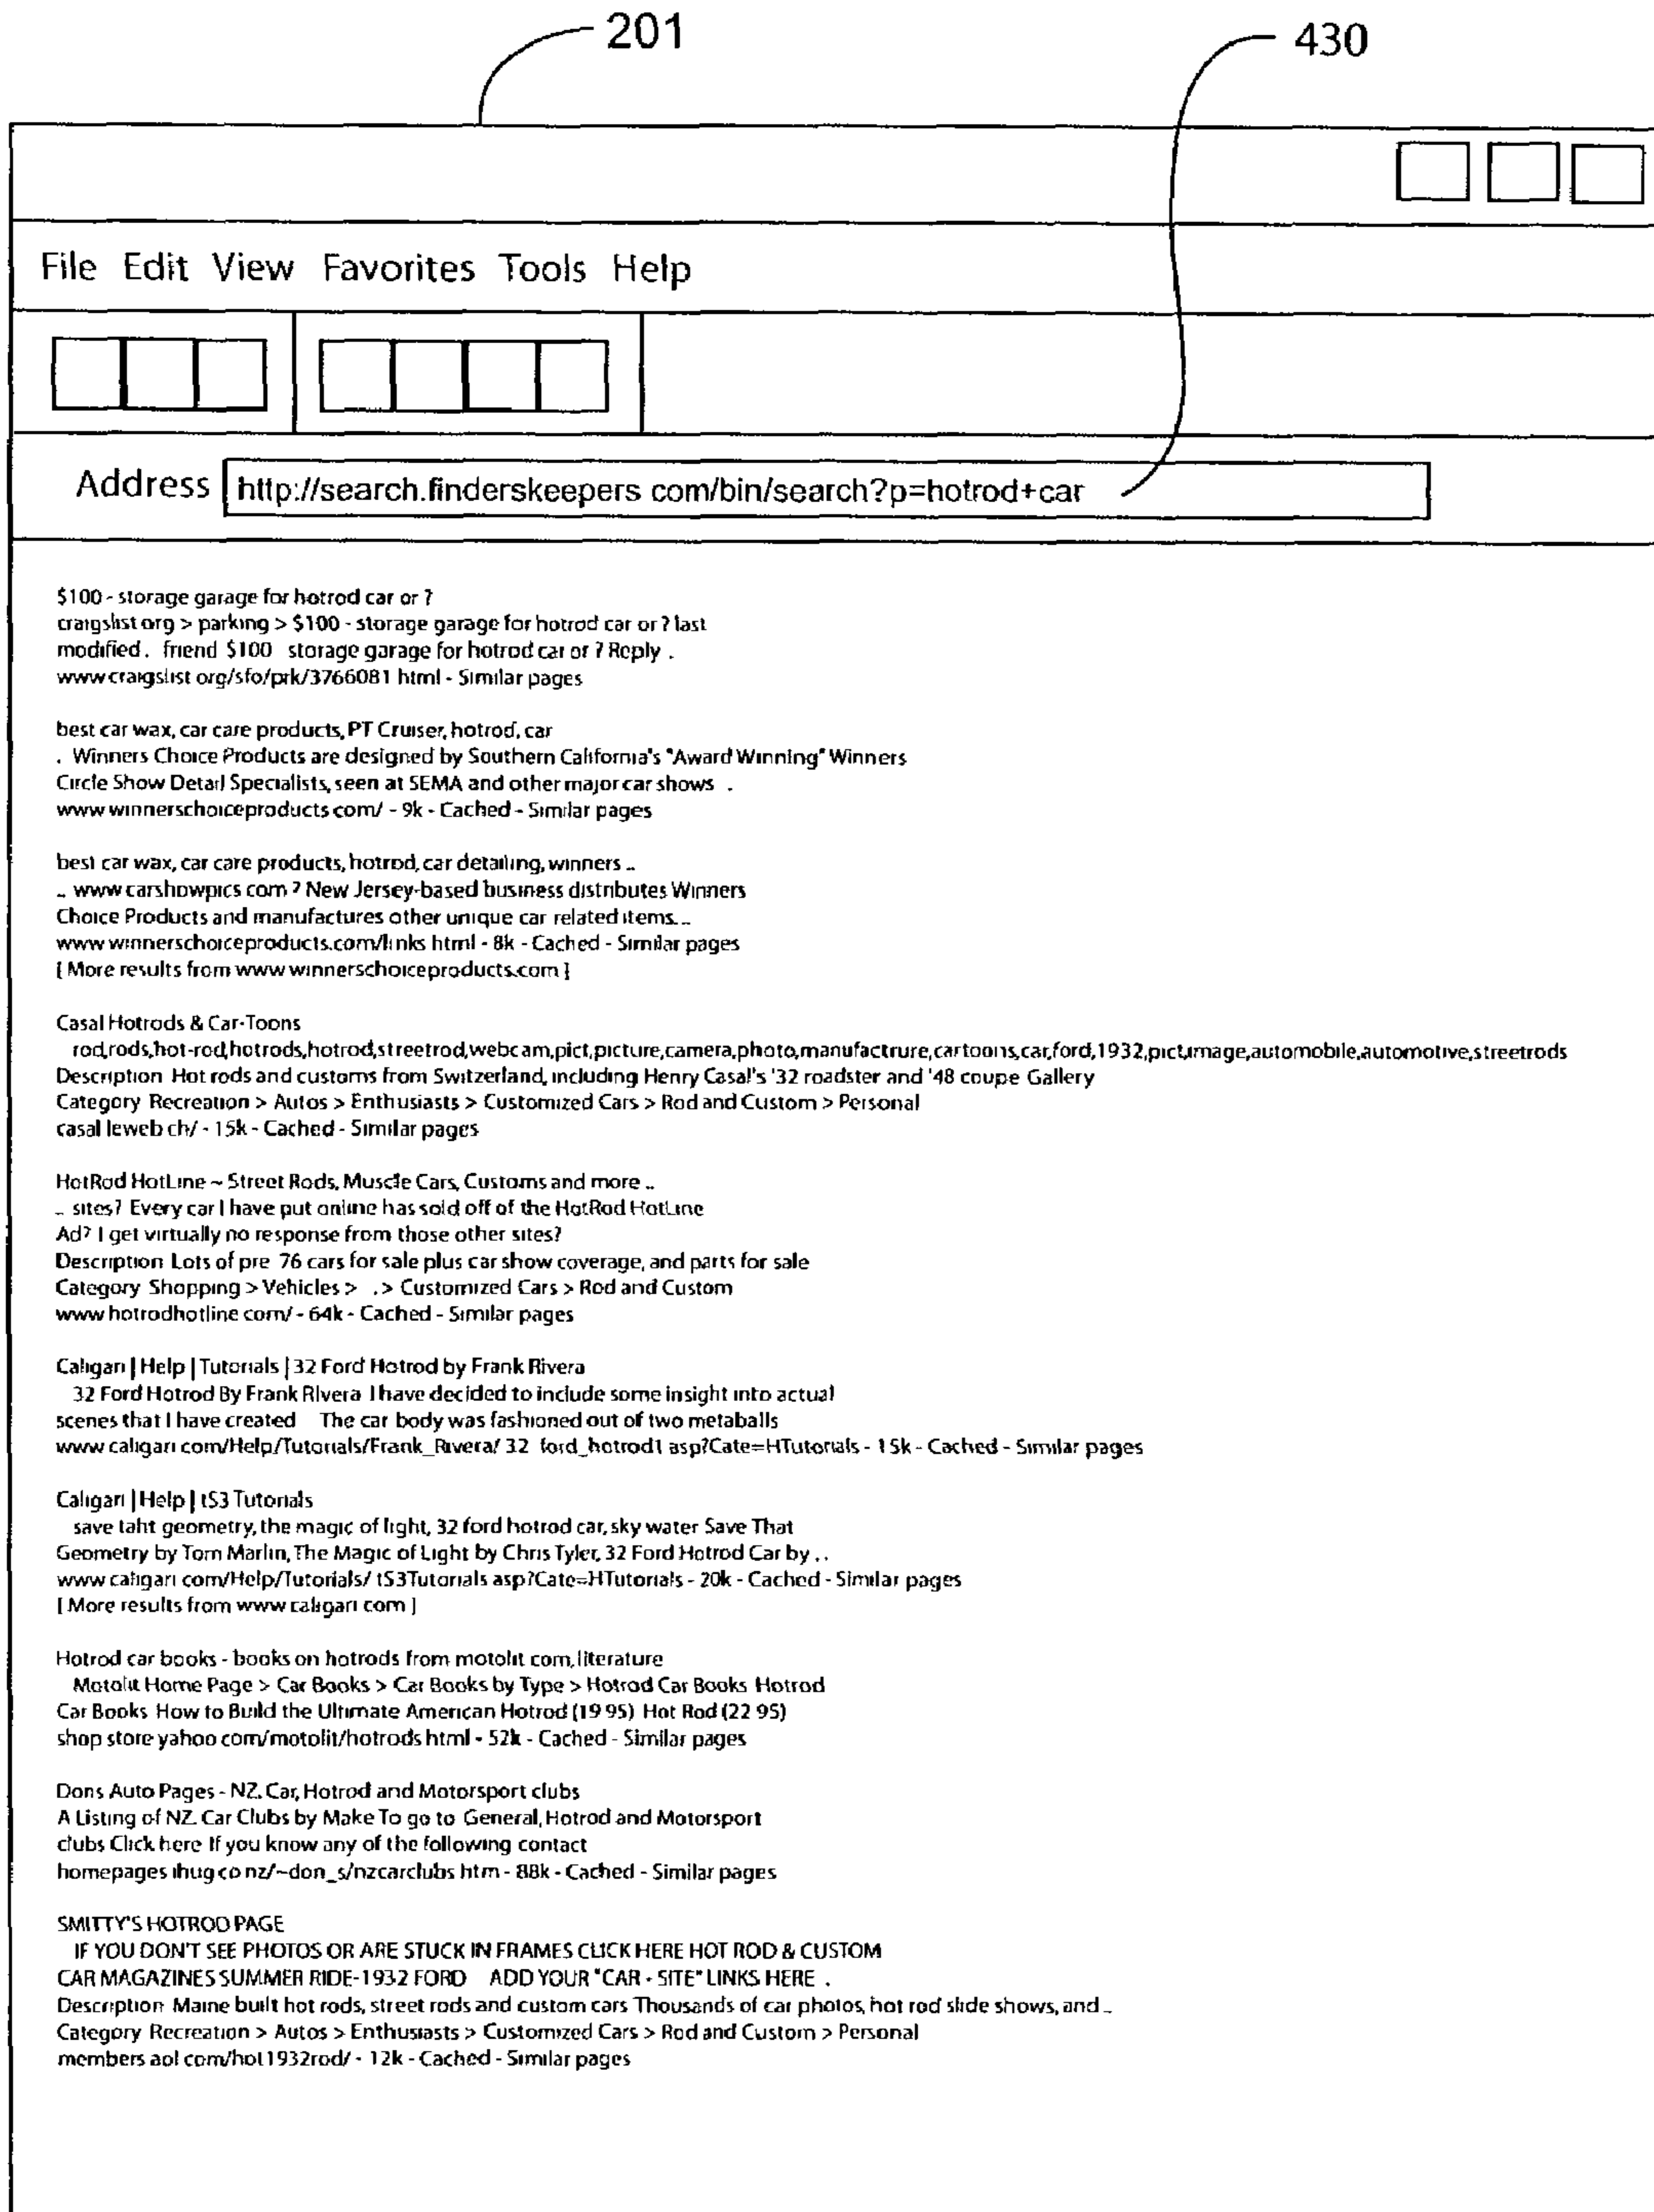 201
430
File Edit View Favorites Tools Help
Address http://search.finderskeepers com/bin/search?p=hotrod+car
$100 - storage garage for hotrod car or ?
craigslist org > parking > $100 - storage garage for hotrod car or ? last
modified . friend $100 storage garage for hotrod car or ? Reply .
www craigslist org/sfo/prk/3766081 html - Similar pages
best car wax, car care products, PT Cruiser, hotrod, car
. Winners Choice Products are designed by Southern California's "Award Winning" Winners
Circle Show Detail Specialists, seen at SEMA and other major car shows .
www winnerschoiceproducts com/ - 9k - Cached - Similar pages
best car wax, car care products, hotrod, car detailing, winners ..
.. www carshowpics com ? New Jersey-based business distributes Winners
Choice Products and manufactures other unique car related items...
www winnerschoiceproducts.com/links html - 8k - Cached - Similar pages
[ More results from www winnerschoiceproducts.com ]
Casal Hotrods & Car-Toons
rod,rods,hot-rod,hotrods,hotrod,streetrod,webcam,pict,picture,camera,photo,manufactrure,cartoons,car,ford,1932,pict,image,automobile,automotive,streetrods
Description Hot rods and customs from Switzerland, including Henry Casal's '32 roadster and '48 coupe Gallery
Category Recreation > Autos > Enthusiasts > Customized Cars > Rod and Custom > Personal
casal leweb ch/ - 15k - Cached - Similar pages
HotRod HotLine ~ Street Rods, Muscle Cars, Customs and more ..
.. sites? Every car I have put online has sold off of the HotRod HotLine
Ad? I get virtually no response from those other sites?
Description Lots of pre 76 cars for sale plus car show coverage, and parts for sale
Category Shopping > Vehicles > .> Customized Cars > Rod and Custom
www hotrodhotline com/ - 64k - Cached - Similar pages
Caligari | Help | Tutorials | 32 Ford Hotrod by Frank Rivera
32 Ford Hotrod By Frank RIvera I have decided to include some insight into actual
scenes that I have created The car body was fashioned out of two metaballs
www caligari com/Help/Tutorials/Frank_Rivera/ 32 ford_hotrod1 asp?Cate=HTutorials - 15k - Cached - Similar pages
Caligari | Help | tS3 Tutorials
save taht geometry, the magic of light, 32 ford hotrod car, sky water Save That
Geometry by Tom Marlin, The Magic of Light by Chris Tyler, 32 Ford Hotrod Car by ..
www caligari com/Help/Tutorials/ tS3Tutorials asp?Cate=HTutorials - 20k - Cached - Similar pages
[ More results from www caligari com ]
Hotrod car books - books on hotrods from motolit com, literature
Motolit Home Page > Car Books > Car Books by Type > Hotrod Car Books Hotrod
Car Books How to Build the Ultimate American Hotrod (19 95) Hot Rod (22 95)
shop store yahoo com/motolit/hotrods html - 52k - Cached - Similar pages
Dons Auto Pages - NZ. Car, Hotrod and Motorsport clubs
A Listing of NZ. Car Clubs by Make To go to General, Hotrod and Motorsport
clubs Click here If you know any of the following contact
homepages ihug co nz/~don_s/nzcarclubs htm - 88k - Cached - Similar pages
SMITTY'S HOTROD PAGE
IF YOU DON'T SEE PHOTOS OR ARE STUCK IN FRAMES CLICK HERE HOT ROD & CUSTOM
CAR MAGAZINES SUMMER RIDE-1932 FORD ADD YOUR "CAR - SITE" LINKS HERE .
Description Maine built hot rods, street rods and custom cars Thousands of car photos, hot rod slide shows, and ..
Category Recreation > Autos > Enthusiasts > Customized Cars > Rod and Custom > Personal
members aol com/hot1932rod/ - 12k - Cached - Similar pages